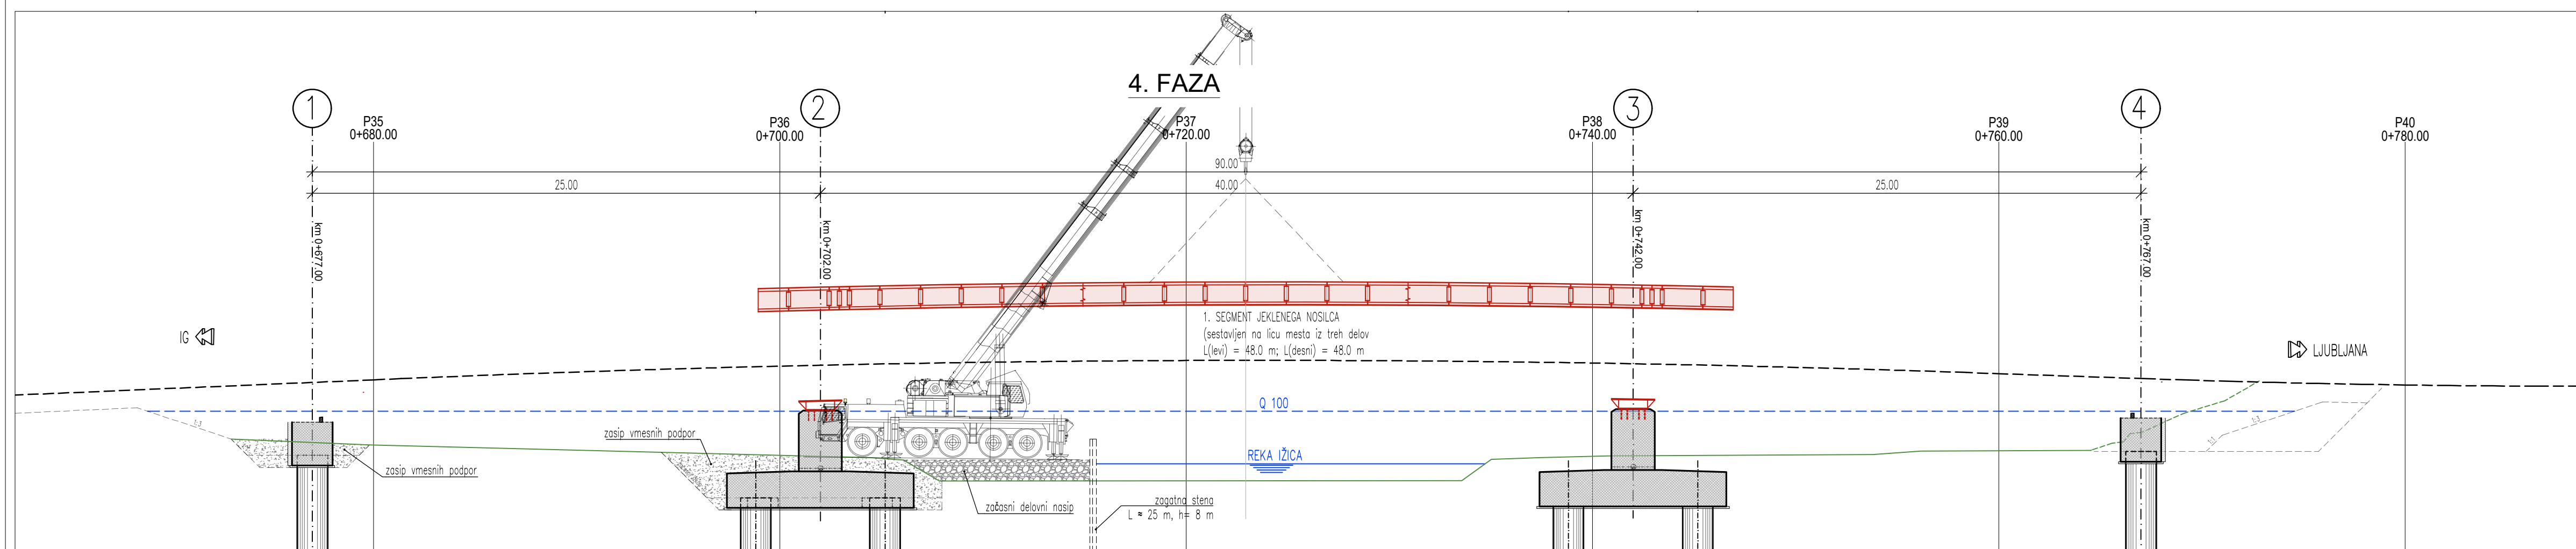 4. FAZA
1
2
3
4
P35
0+680.00
P36
0+700.00
P37
0+720.00
P38
0+740.00
P39
0+760.00
P40
0+780.00
90.00
25.00
40.00
25.00
km 0+677.00
km 0+702.00
km 0+742.00
km 0+767.00
1. SEGMENT JEKLENEGA NOSILCA
(sestavljen na licu mesta iz treh delov
L(levi) = 48.0 m; L(desni) = 48.0 m
IG
LJUBLJANA
Q 100
1:3
zasip vmesnih podpor
zasip vmesnih podpor
REKA IŽICA
začasni delovni nasip
zagatna stena
L ≈ 25 m, h= 8 m